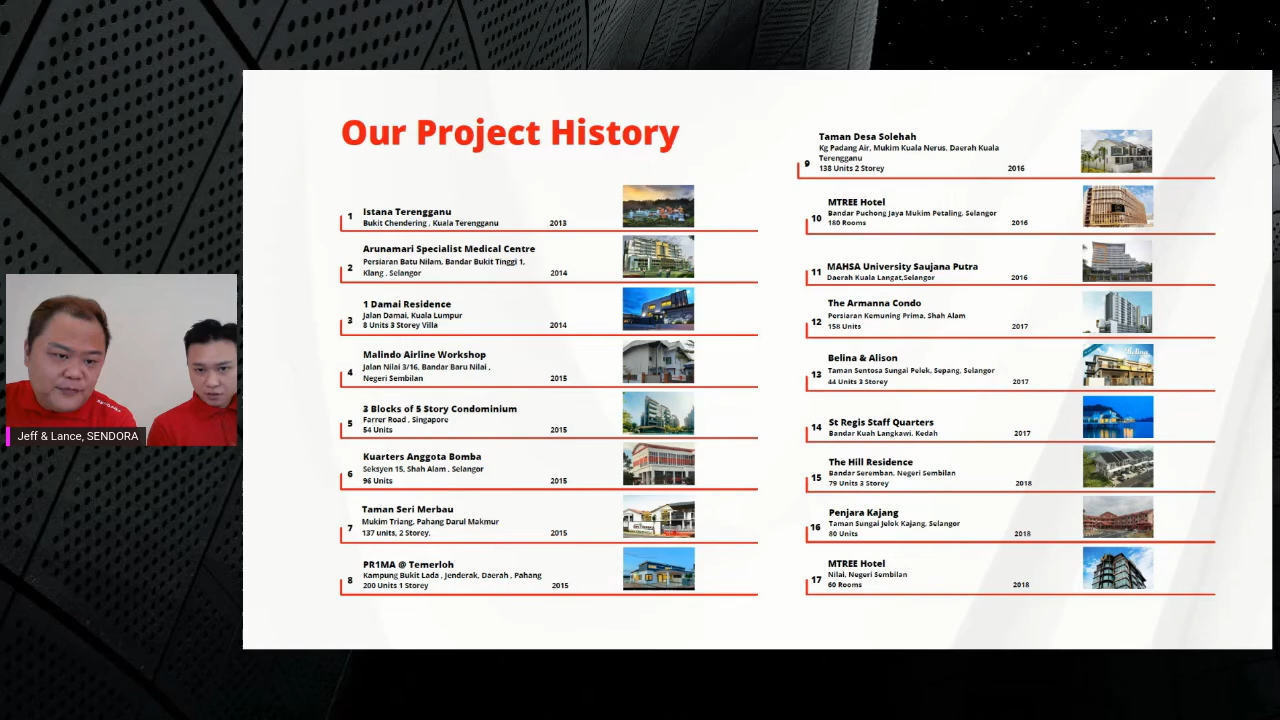 Our Project History
1
Istana Terengganu
Bukit Chendering , Kuala Terengganu 2013
2
Arunamari Specialist Medical Centre
Persiaran Batu Nilam, Bandar Bukit Tinggi 1,
Klang , Selangor 2014
3
1 Damai Residence
Jalan Damai, Kuala Lumpur
8 Units 3 Storey Villa 2014
4
Malindo Airline Workshop
Jalan Nilai 3/16, Bandar Baru Nilai ,
Negeri Sembilan 2015
5
3 Blocks of 5 Story Condominium
Farrer Road , Singapore
54 Units 2015
6
Kuarters Anggota Bomba
Seksyen 15, Shah Alam , Selangor
96 Units 2015
7
Taman Seri Merbau
Mukim Triang, Pahang Darul Makmur
137 units, 2 Storey. 2015
8
PR1MA @ Temerloh
Kampung Bukit Lada , Jenderak, Daerah , Pahang
200 Units 1 Storey 2015
9
Taman Desa Solehah
Kg Padang Air, Mukim Kuala Nerus, Daerah Kuala
Terengganu
138 Units 2 Storey 2016
10
MTREE Hotel
Bandar Puchong Jaya Mukim Petaling, Selangor
180 Rooms 2016
11
MAHSA University Saujana Putra
Daerah Kuala Langat,Selangor 2016
12
The Armanna Condo
Persiaran Kemuning Prima, Shah Alam
158 Units 2017
13
Belina & Alison
Taman Sentosa Sungai Pelek, Sepang, Selangor
44 Units 3 Storey 2017
14
St Regis Staff Quarters
Bandar Kuah Langkawi, Kedah 2017
15
The Hill Residence
Bandar Seremban, Negeri Sembilan
79 Units 3 Storey 2018
16
Penjara Kajang
Taman Sungai Jelok Kajang, Selangor
80 Units 2018
17
MTREE Hotel
Nilai, Negeri Sembilan
60 Rooms 2018
Jeff & Lance, SENDORA